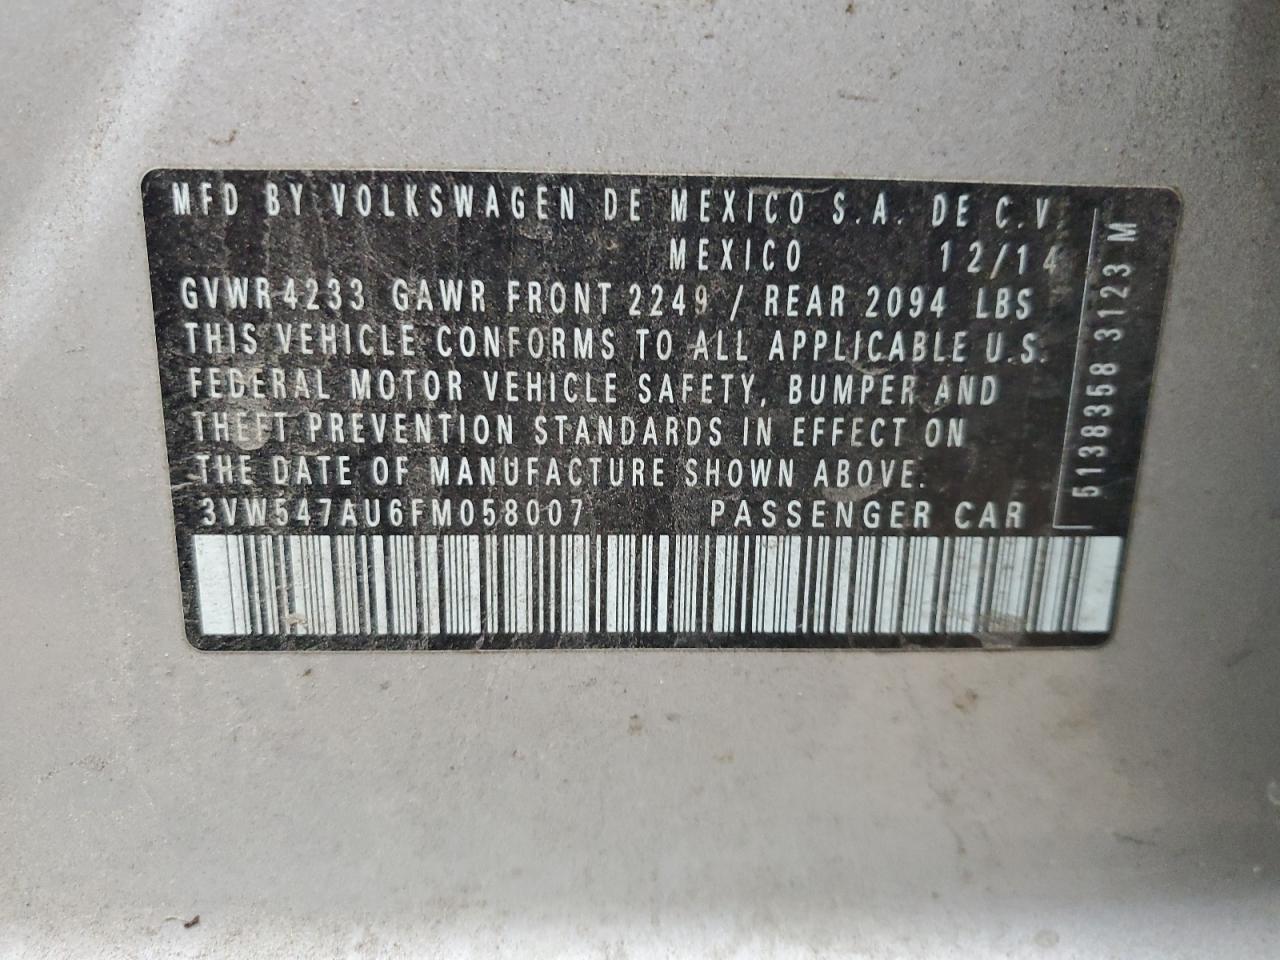 MFD BY VOLKSWAGEN DE MEXICO S.A. DE C.V
MEXICO 12/14
GVWR 4233 GAWR FRONT 2249 / REAR 2094 LBS
THIS VEHICLE CONFORMS TO ALL APPLICABLE U.S.
FEDERAL MOTOR VEHICLE SAFETY, BUMPER AND
THEFT PREVENTION STANDARDS IN EFFECT ON
THE DATE OF MANUFACTURE SHOWN ABOVE.
3VW547AU6FM058007 PASSENGER CAR
5138358 3123 M